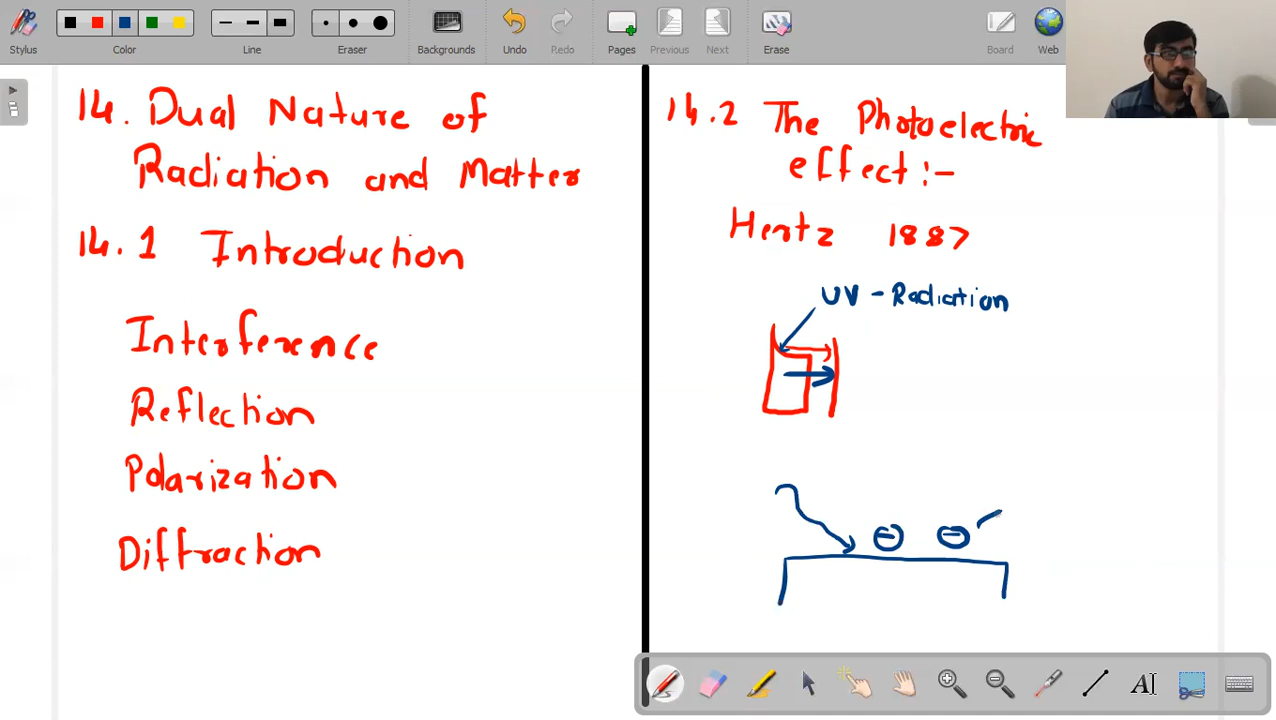 Stylus
Color
Line
Eraser
Backgrounds
Undo
Redo
Pages
Previous
Next
Erase
Board
Web
14. Dual Nature of
Radiation and Matter
14.1 Introduction
Interference
Reflection
Polarization
Diffraction
14.2 The Photoelectric
effect :-
Hertz 1887
UV - Radiation